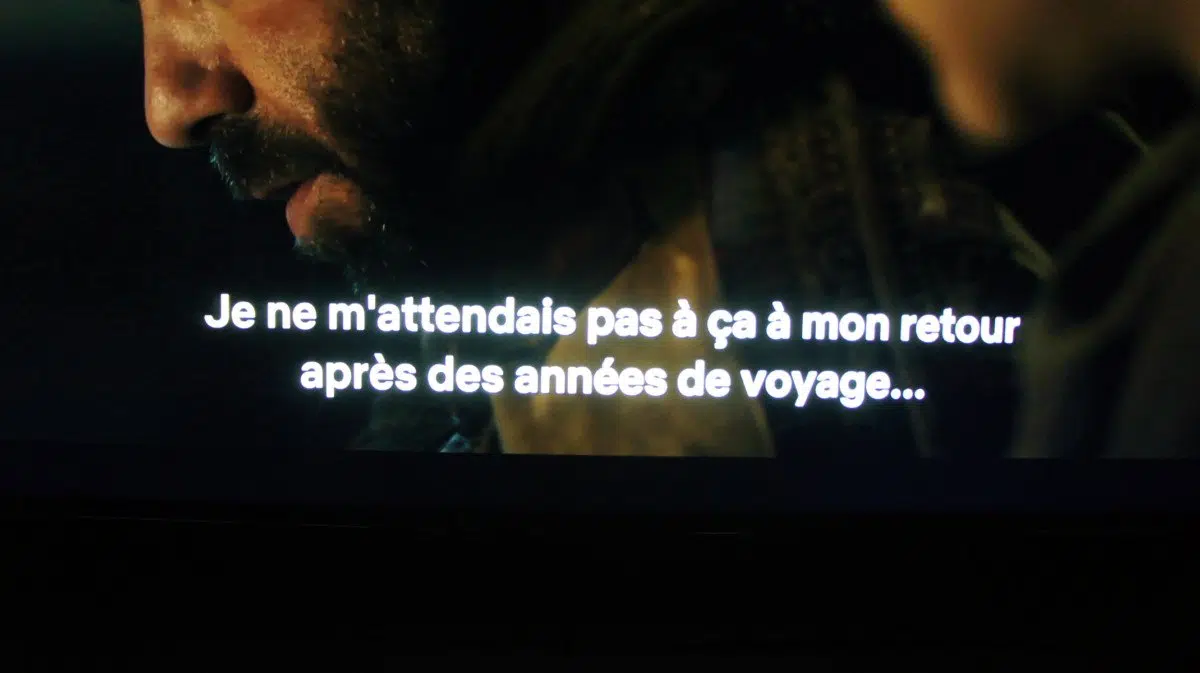 Je ne m'attendais pas à ça à mon retour
après des années de voyage...